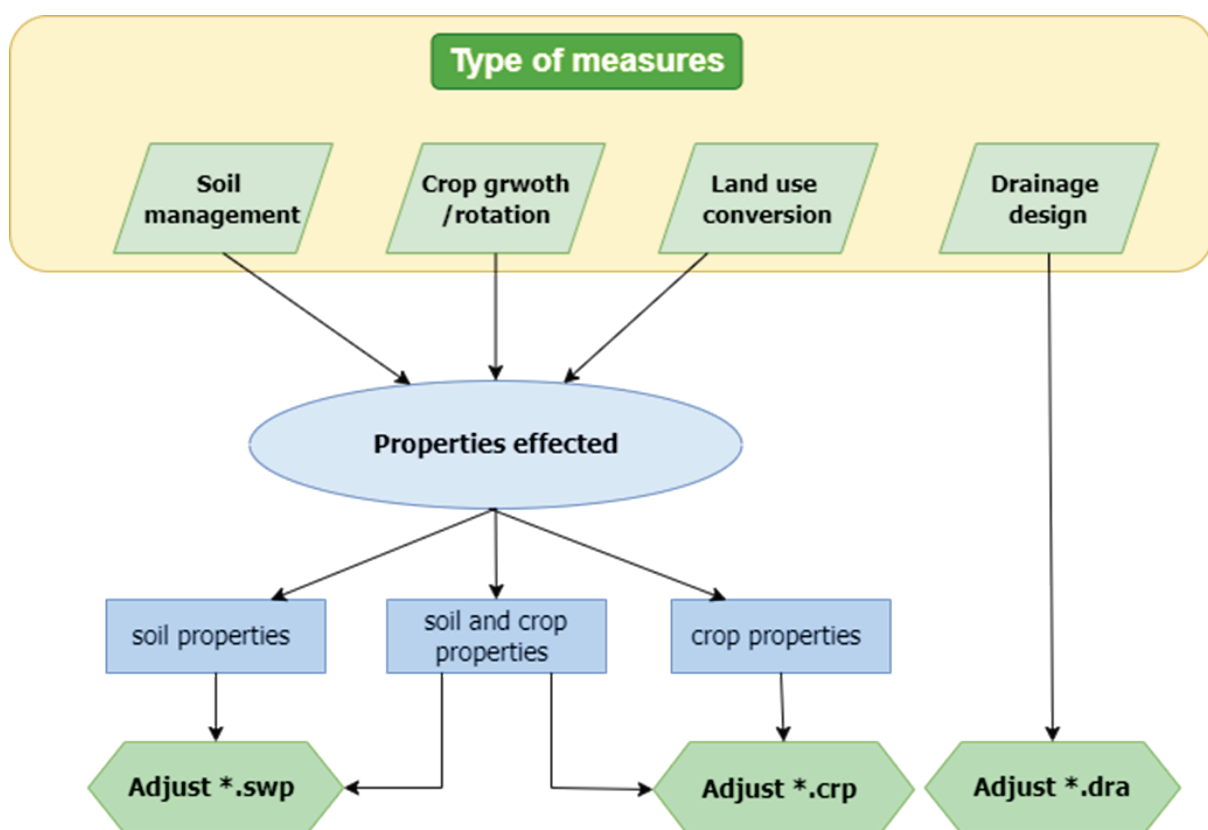 Type of measures
Soil
management
Crop grwoth
/rotation
Land use
conversion
Drainage
design
Properties effected
soil properties
soil and crop
properties
crop properties
Adjust *.swp
Adjust *.crp
Adjust *.dra